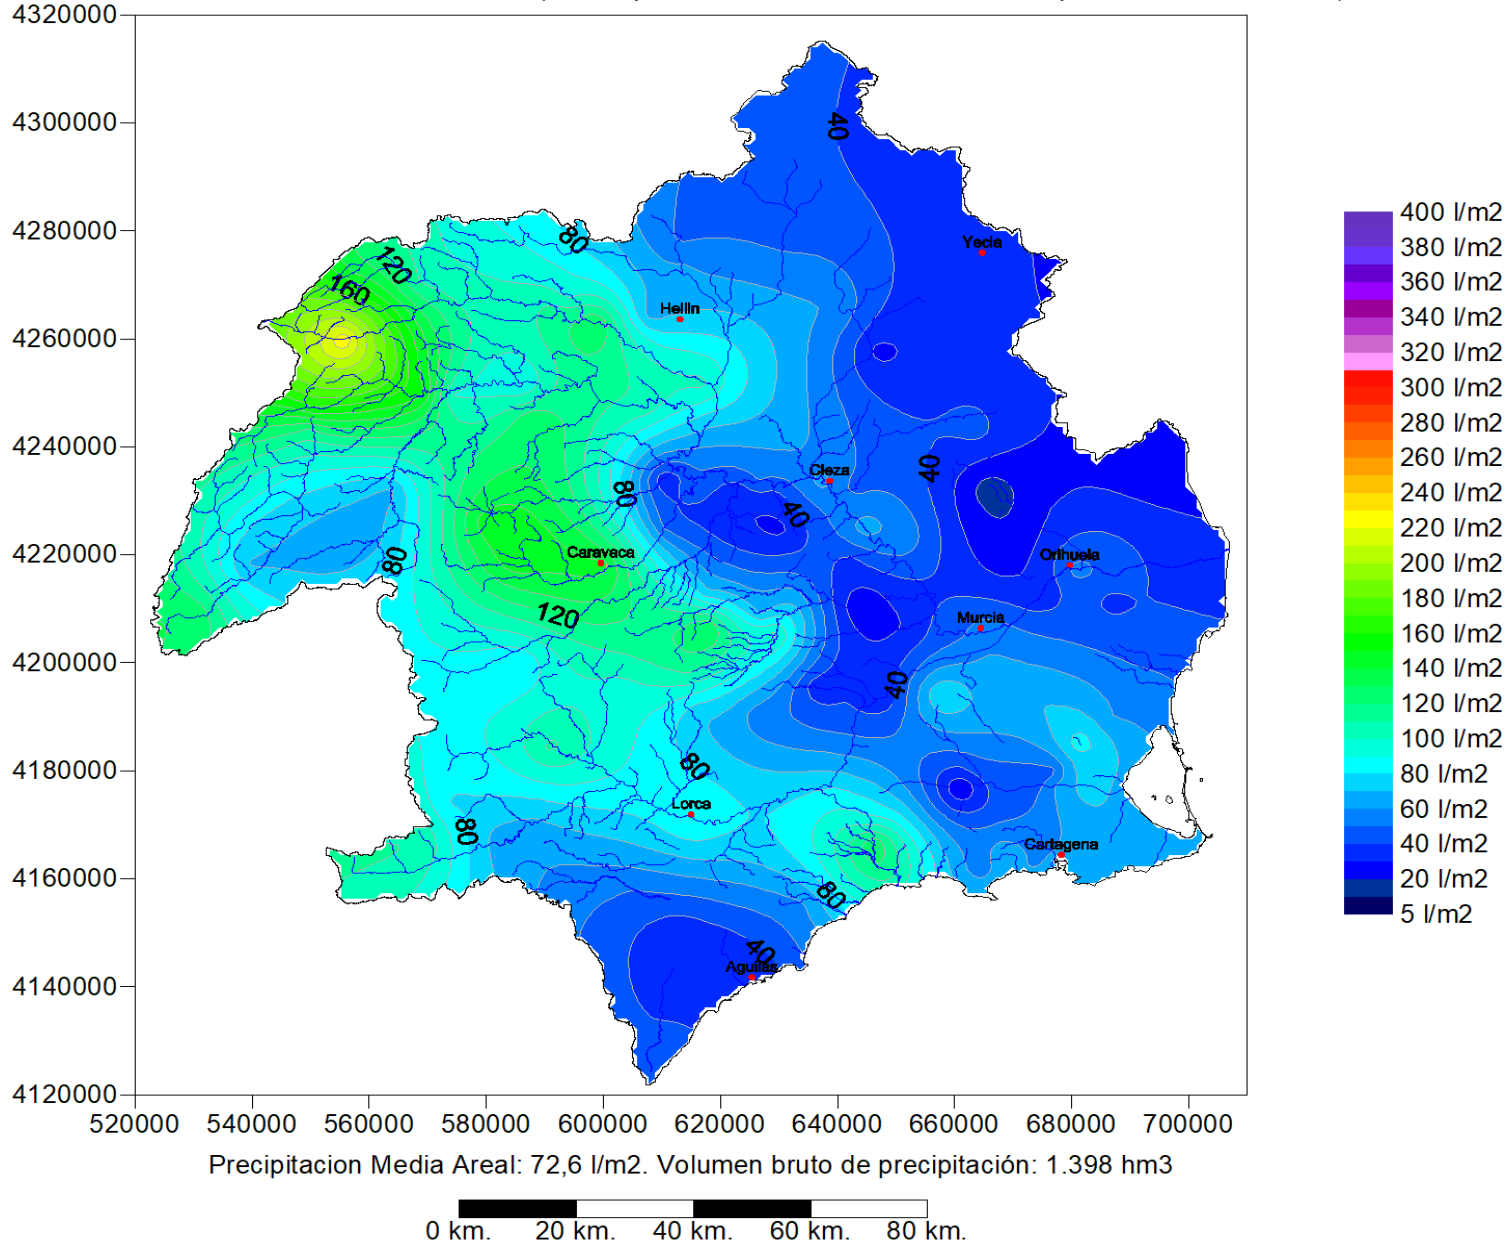 4320000
4300000
4280000
4260000
4240000
4220000
4200000
4180000
4160000
4140000
4120000
520000 540000 560000 580000 600000 620000 640000 660000 680000 700000
40
80
120
160
Yecla
Hellin
Cieza
40
80
40
80
Caravaca
Orihuela
120
Murcia
40
80
Lorca
80
Cartagena
80
40
Aguilas
400 l/m2
380 l/m2
360 l/m2
340 l/m2
320 l/m2
300 l/m2
280 l/m2
260 l/m2
240 l/m2
220 l/m2
200 l/m2
180 l/m2
160 l/m2
140 l/m2
120 l/m2
100 l/m2
80 l/m2
60 l/m2
40 l/m2
20 l/m2
5 l/m2
Precipitacion Media Areal: 72,6 l/m2. Volumen bruto de precipitación: 1.398 hm3
0 km. 20 km. 40 km. 60 km. 80 km.